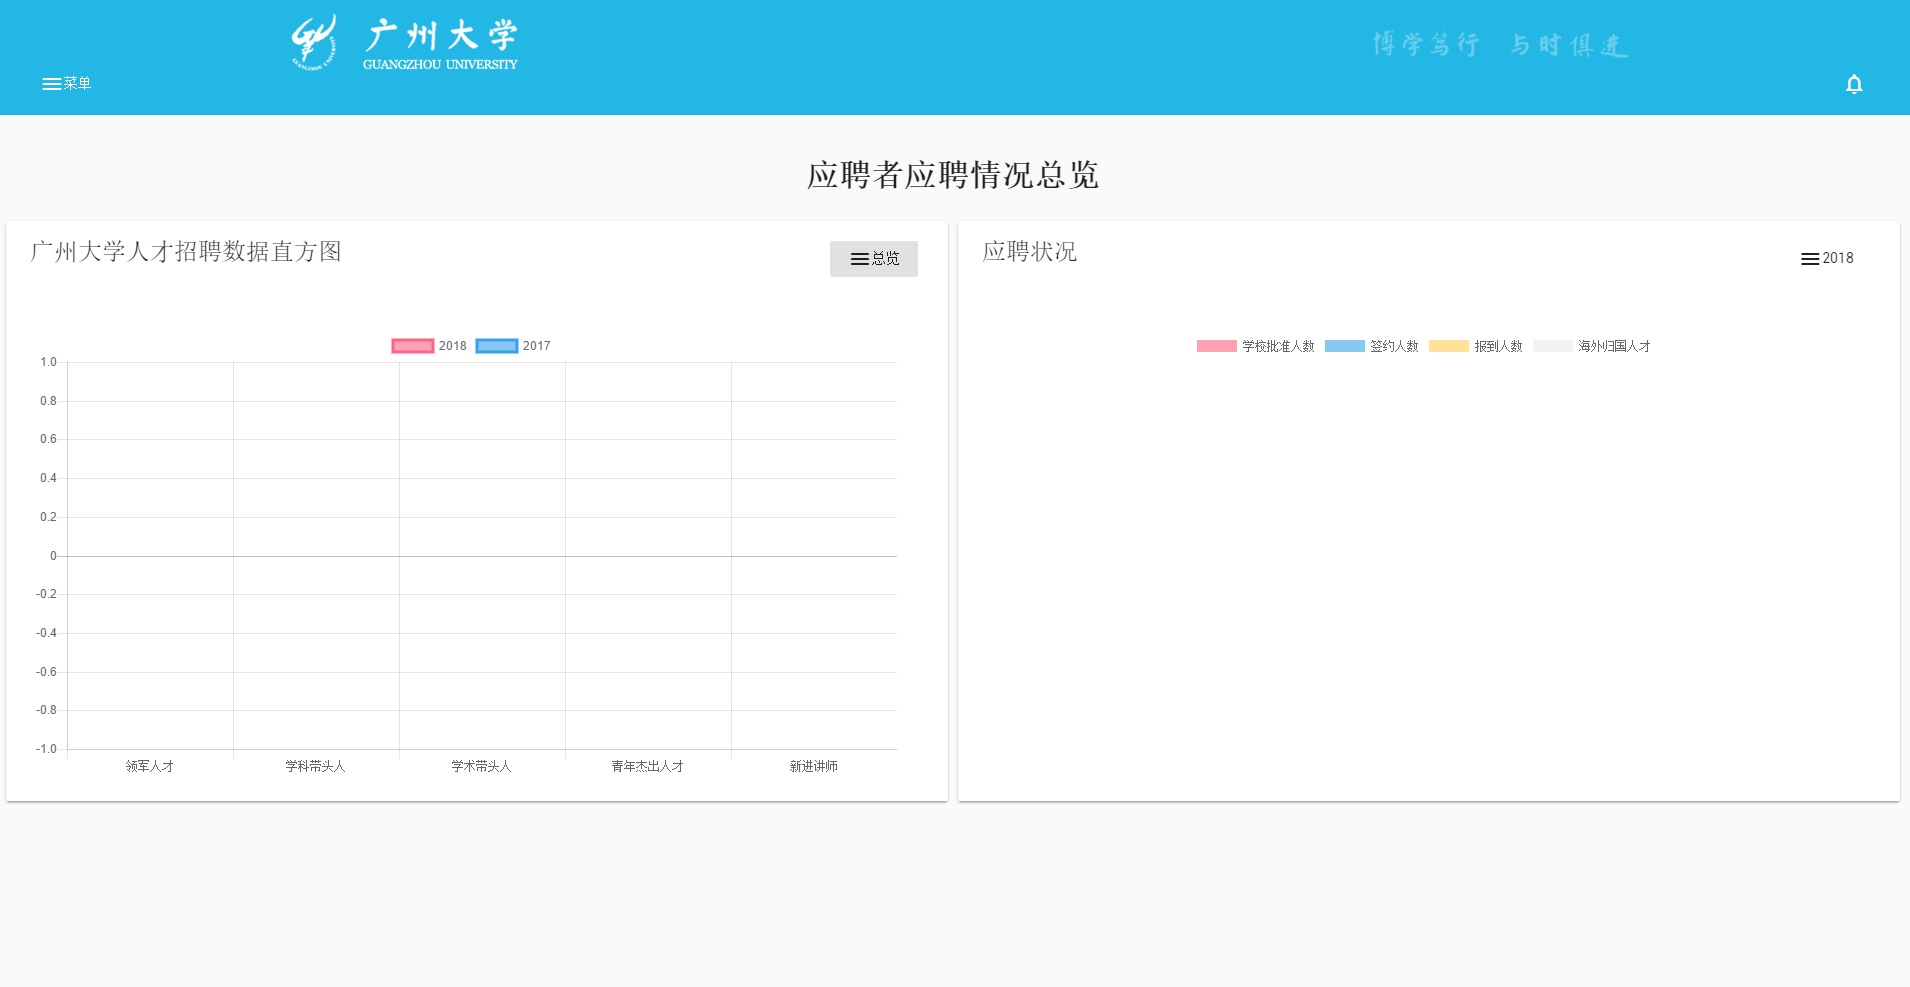 广州大学
GUANGZHOU UNIVERSITY
博学笃行 与时俱进
菜单
应聘者应聘情况总览
广州大学人才招聘数据直方图
总览
2018 2017
1.0
0.8
0.6
0.4
0.2
0
-0.2
-0.4
-0.6
-0.8
-1.0
领军人才 学科带头人 学术带头人 青年杰出人才 新进讲师
应聘状况
2018
学校批准人数 签约人数 报到人数 海外归国人才